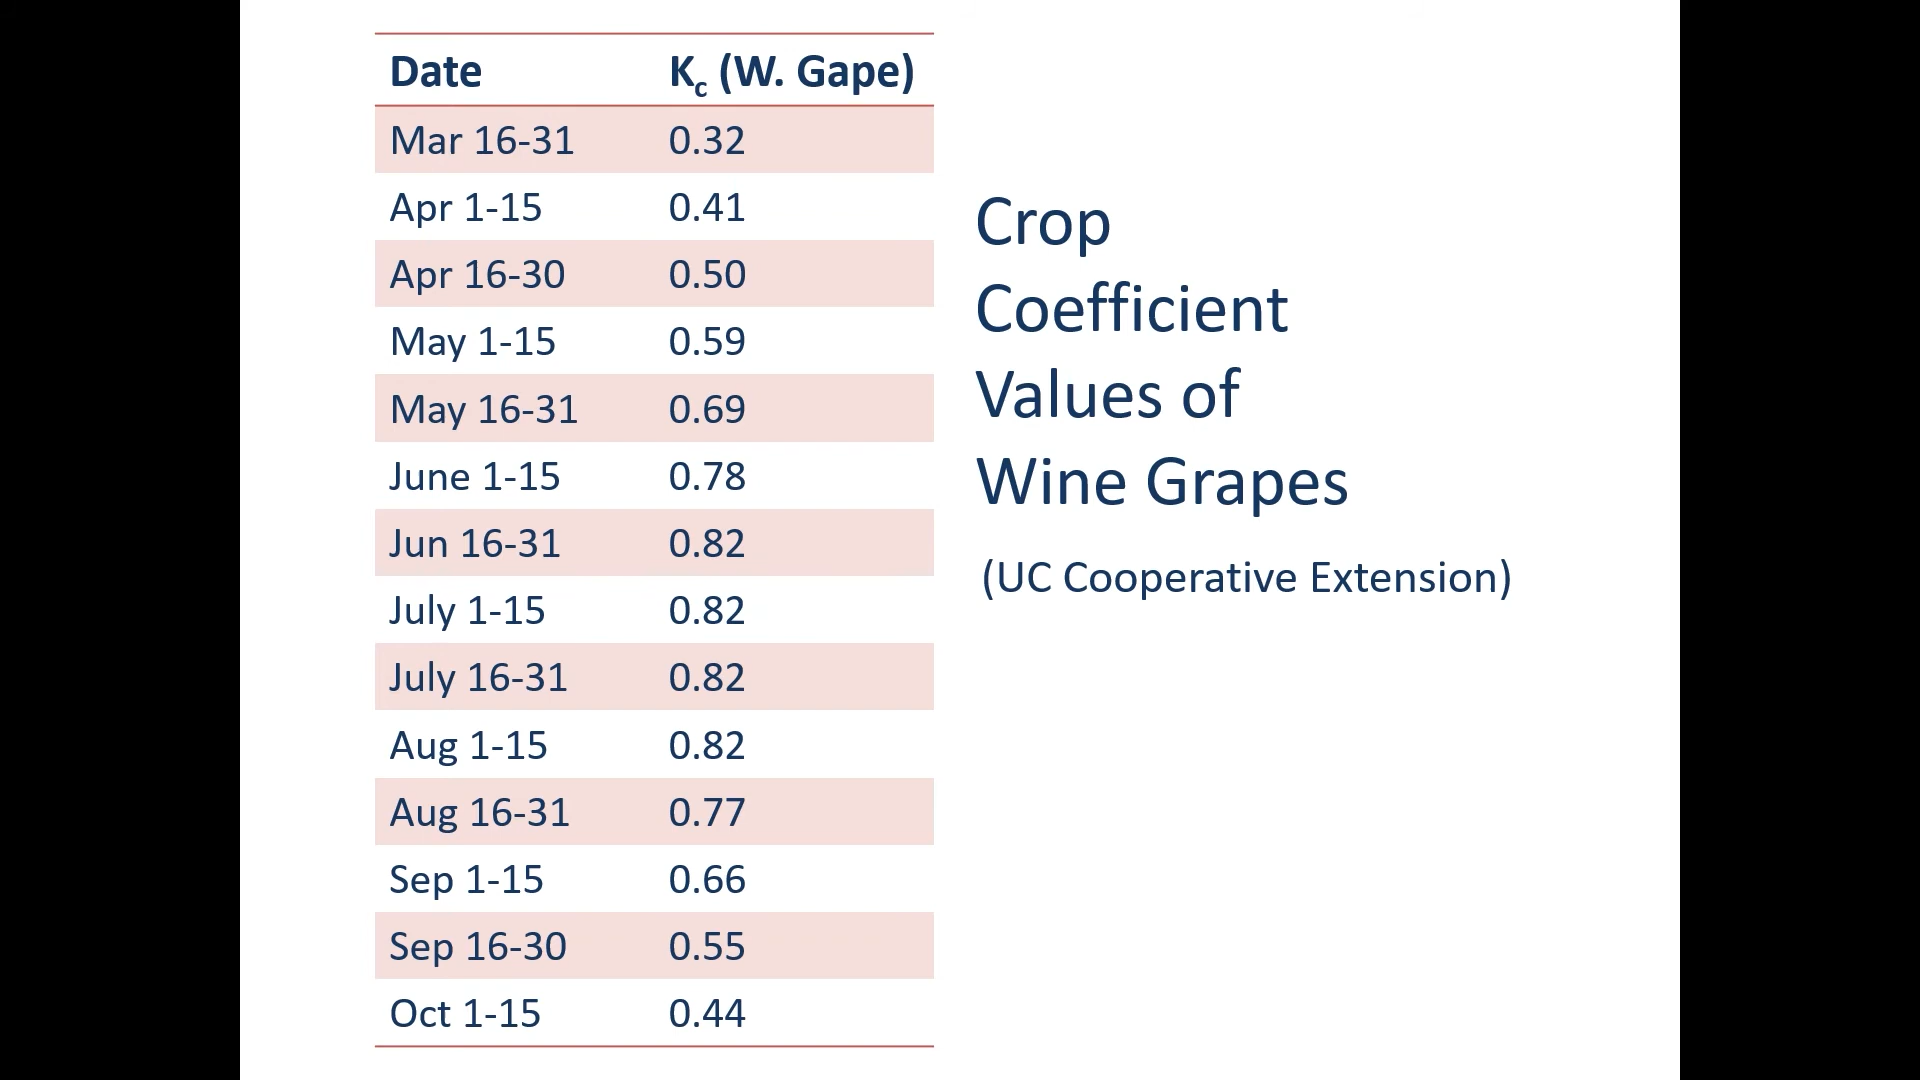 Date Kc (W. Gape)
Mar 16-31 0.32
Apr 1-15 0.41
Apr 16-30 0.50
May 1-15 0.59
May 16-31 0.69
June 1-15 0.78
Jun 16-31 0.82
July 1-15 0.82
July 16-31 0.82
Aug 1-15 0.82
Aug 16-31 0.77
Sep 1-15 0.66
Sep 16-30 0.55
Oct 1-15 0.44
Crop
Coefficient
Values of
Wine Grapes
(UC Cooperative Extension)